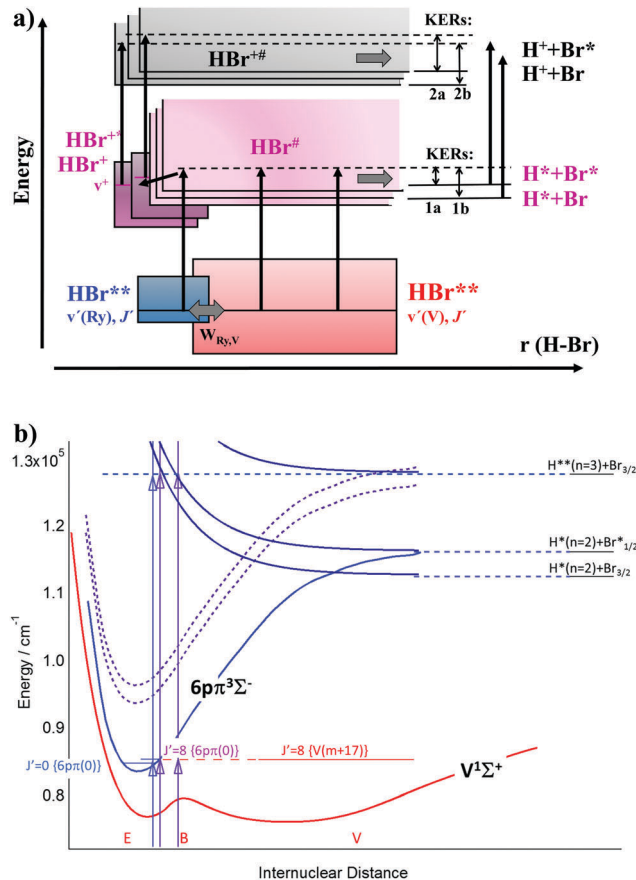 a)
Energy
KERs:
HBr⁺#
2a 2b
H⁺+Br*
H⁺+Br
HBr⁺*
HBr⁺
v⁺
HBr#
KERs:
1a 1b
H*+Br*
H*+Br
HBr**
v´(Ry), J´
W_Ry,V
HBr**
v´(V), J´
r (H-Br)
b)
Energy / cm⁻¹
1.3x10⁵
1.2
1.1
1.0
0.9
0.8
H**(n=3)+Br₃/₂
H*(n=2)+Br*₁/₂
H*(n=2)+Br₃/₂
6pπ³Σ⁻
J'=8 {6pπ(0)}
J'=8 {V(m+17)}
J'=0 {6pπ(0)}
V¹Σ⁺
E B V
Internuclear Distance